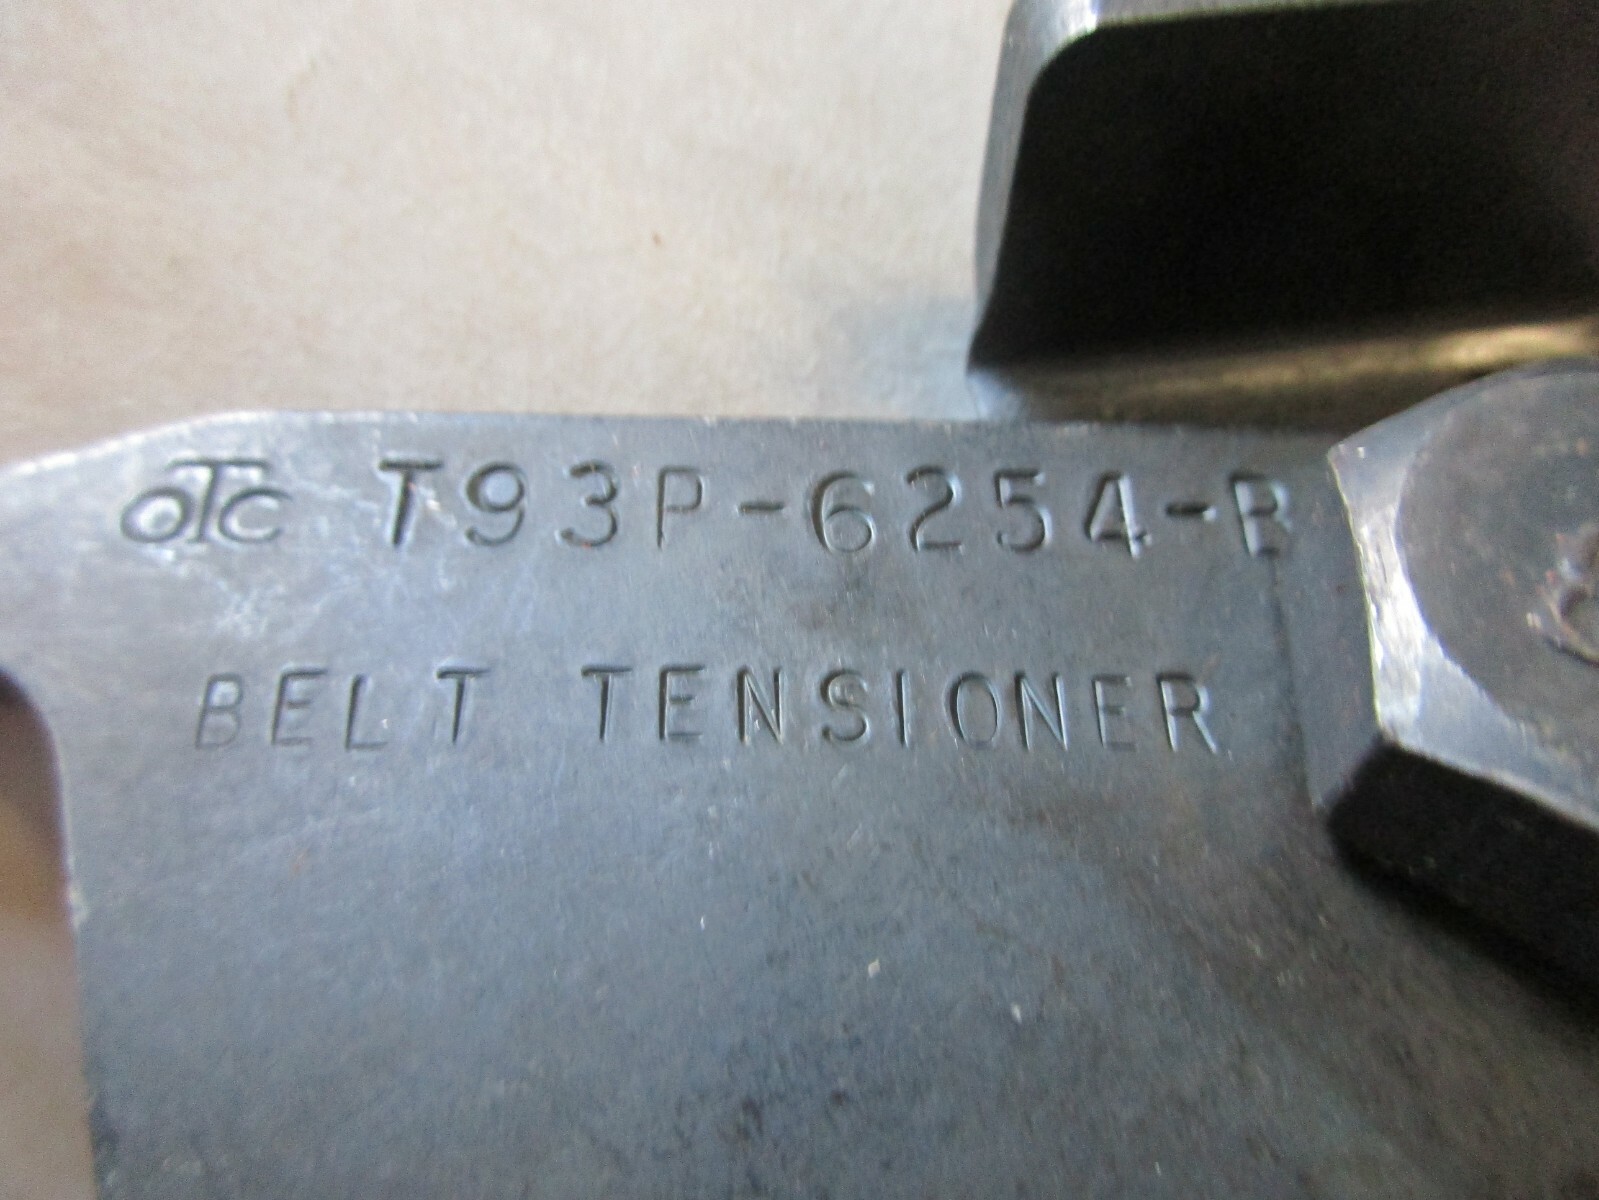 OTC T93P-6254-B
BELT TENSIONER